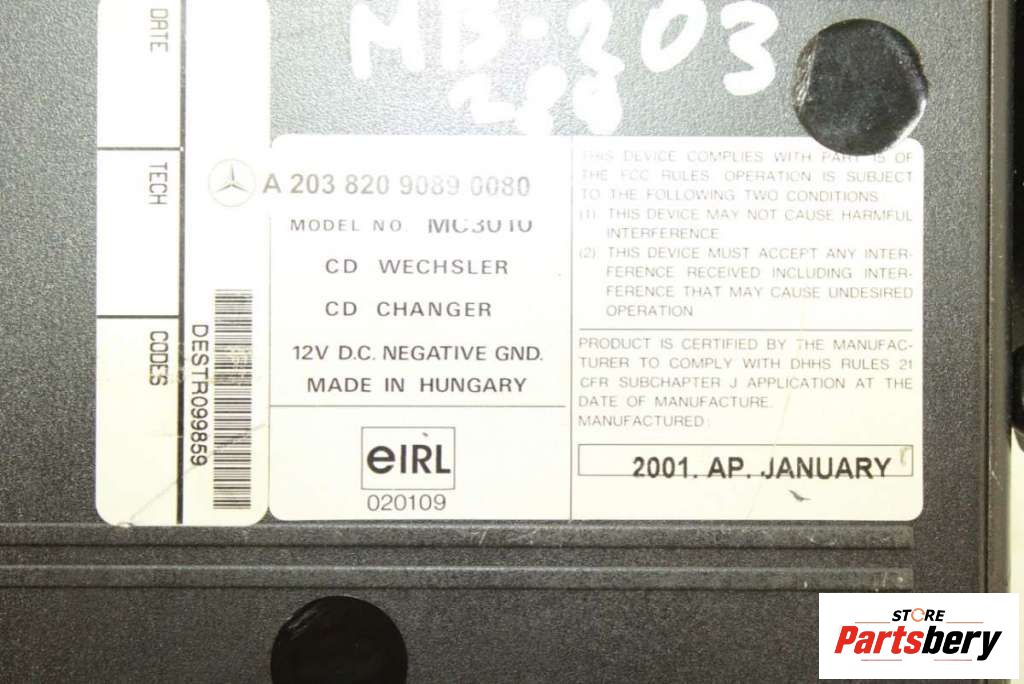 MB-203
DATE
TECH
CODES
DESTR099859
A 203 820 9089 0080
MODEL NO. MC3010
CD WECHSLER
CD CHANGER
12V D.C. NEGATIVE GND.
MADE IN HUNGARY
eIRL
020109
THIS DEVICE COMPLIES WITH PART 15 OF
THE FCC RULES. OPERATION IS SUBJECT
TO THE FOLLOWING TWO CONDITIONS
(1) THIS DEVICE MAY NOT CAUSE HARMFUL
INTERFERENCE
(2) THIS DEVICE MUST ACCEPT ANY INTER-
FERENCE RECEIVED INCLUDING INTER-
FERENCE THAT MAY CAUSE UNDESIRED
OPERATION
PRODUCT IS CERTIFIED BY THE MANUFAC-
TURER TO COMPLY WITH DHHS RULES 21
CFR SUBCHAPTER J APPLICATION AT THE
DATE OF MANUFACTURE.
MANUFACTURED:
2001. AP. JANUARY
STORE
Partsbery